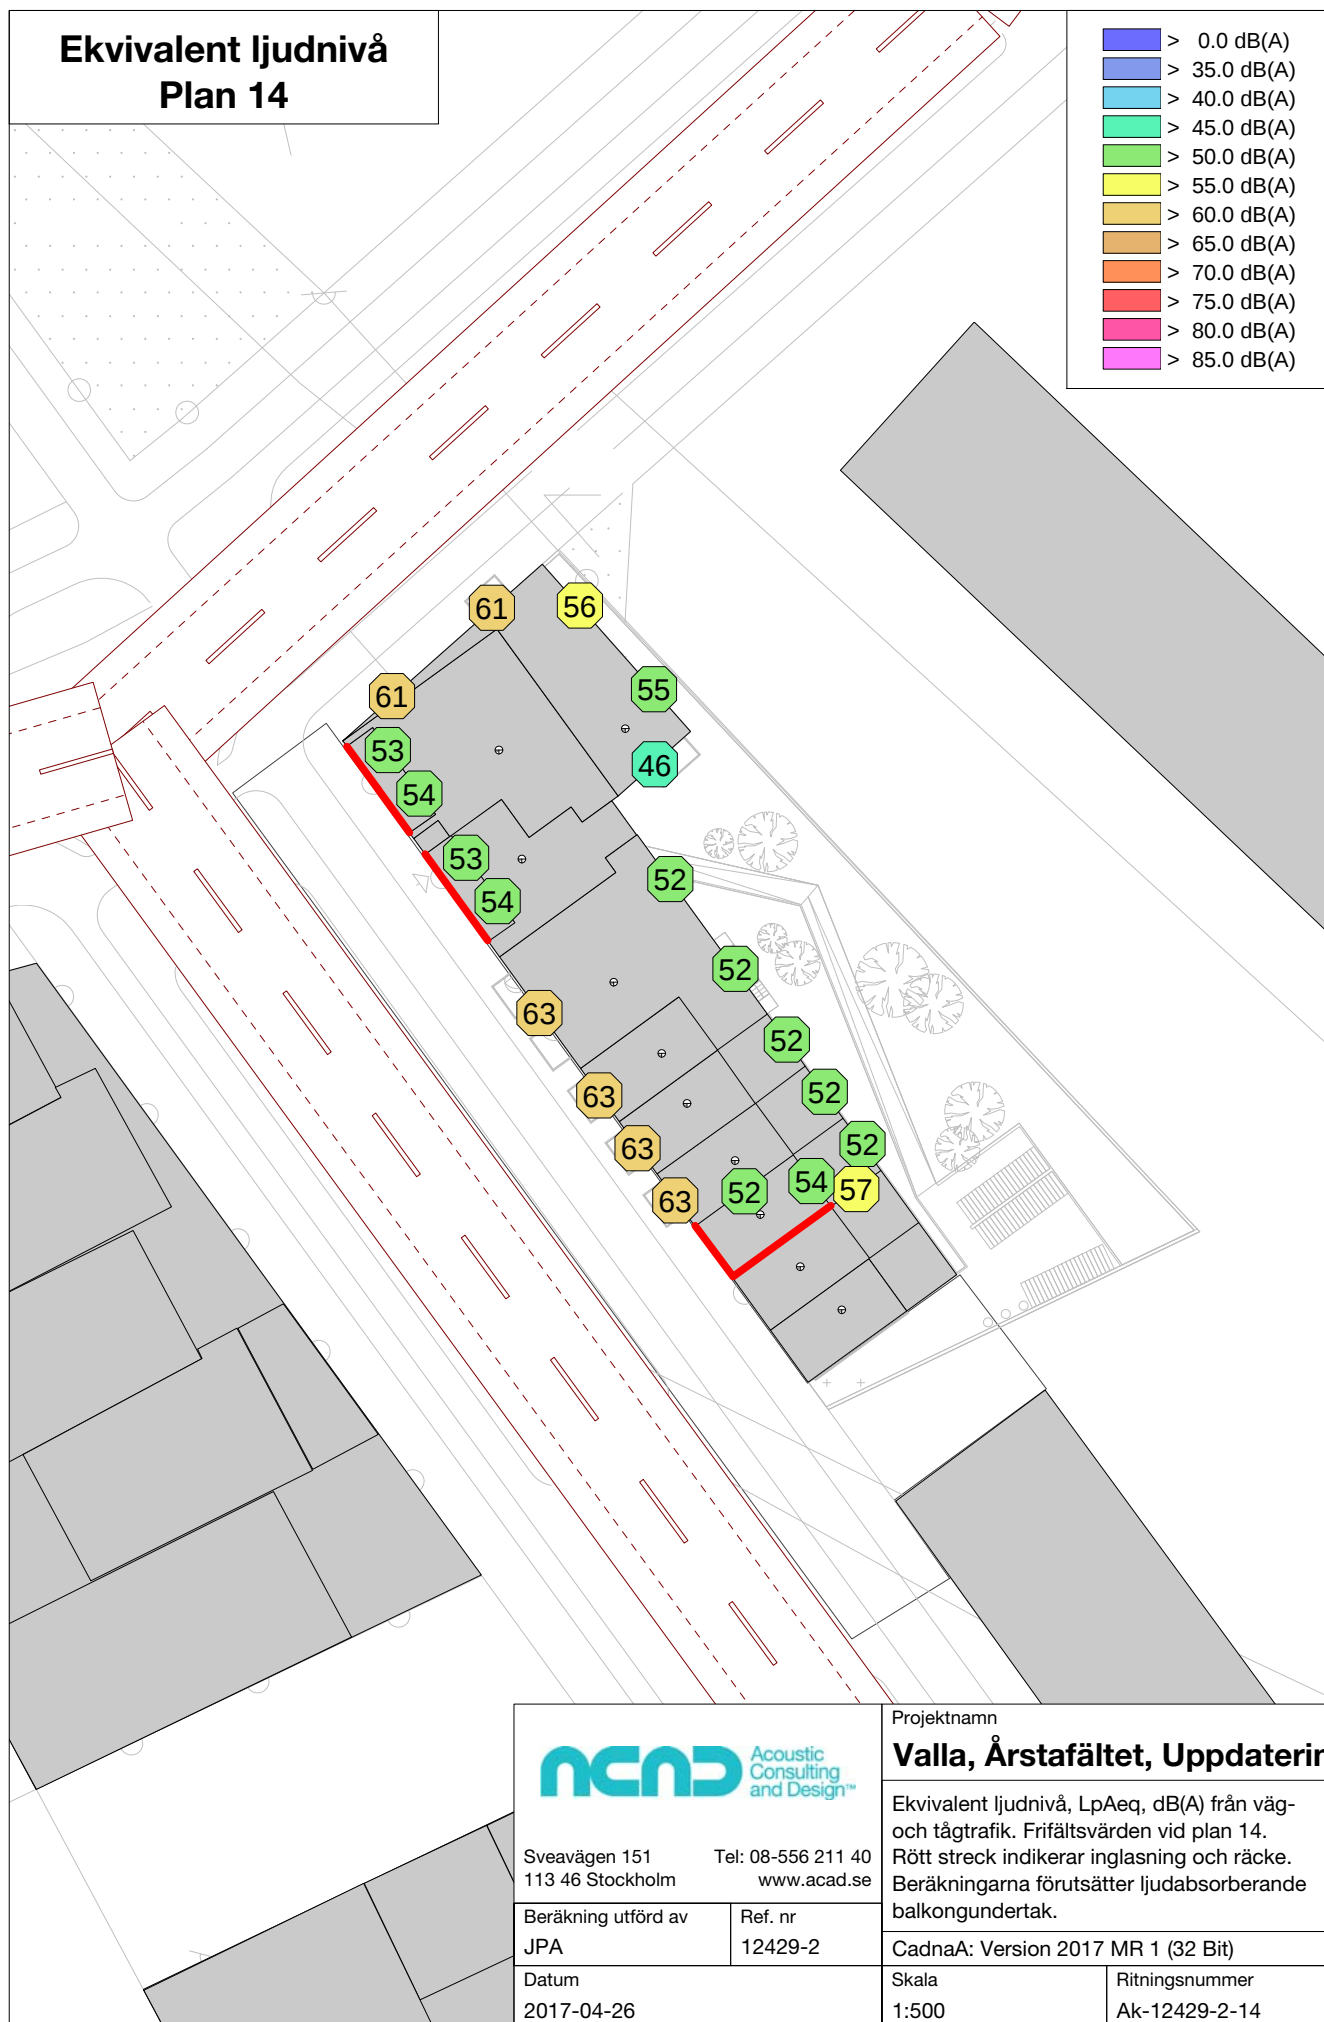 Ekvivalent ljudnivå
Plan 14
> 0.0 dB(A)
> 35.0 dB(A)
> 40.0 dB(A)
> 45.0 dB(A)
> 50.0 dB(A)
> 55.0 dB(A)
> 60.0 dB(A)
> 65.0 dB(A)
> 70.0 dB(A)
> 75.0 dB(A)
> 80.0 dB(A)
> 85.0 dB(A)
61
56
61
55
53
46
54
53
52
54
52
63
52
63
52
63
52
63
52
54
57
ACAD
Acoustic
Consulting
and Design™
Sveavägen 151
113 46 Stockholm
Tel: 08-556 211 40
www.acad.se
Beräkning utförd av
JPA
Ref. nr
12429-2
Datum
2017-04-26
Projektnamn
Valla, Årstafältet, Uppdaterin
Ekvivalent ljudnivå, LpAeq, dB(A) från väg-
och tågtrafik. Frifältsvärden vid plan 14.
Rött streck indikerar inglasning och räcke.
Beräkningarna förutsätter ljudabsorberande
balkongundertak.
CadnaA: Version 2017 MR 1 (32 Bit)
Skala
1:500
Ritningsnummer
Ak-12429-2-14